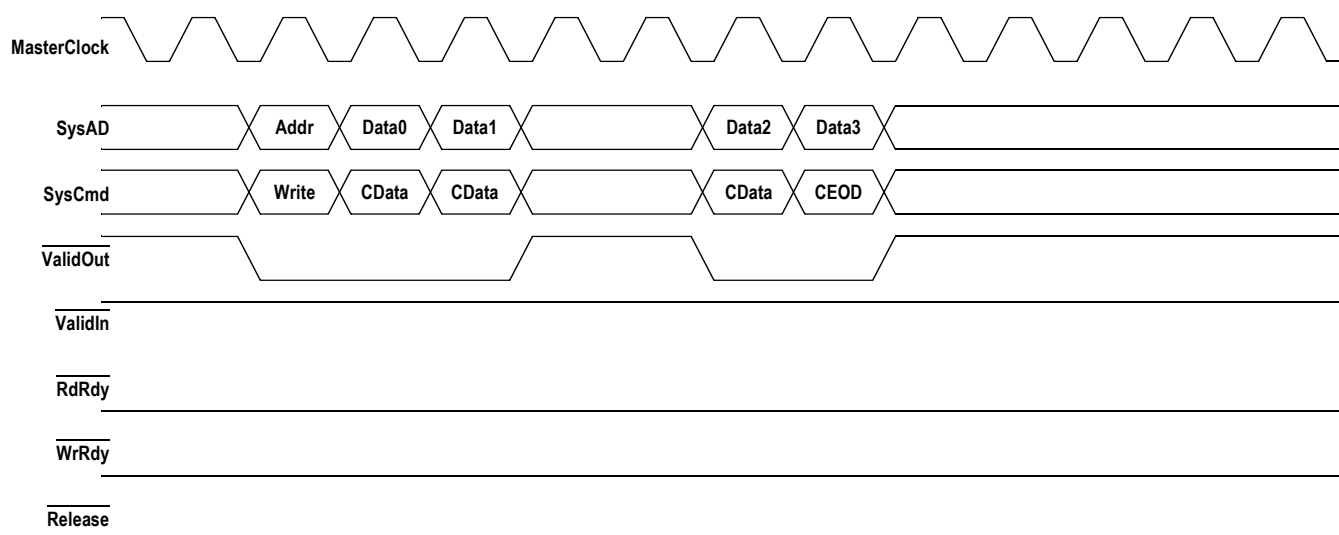 MasterClock
SysAD Addr Data0 Data1 Data2 Data3
SysCmd Write CData CData CData CEOD
ValidOut
ValidIn
RdRdy
WrRdy
Release